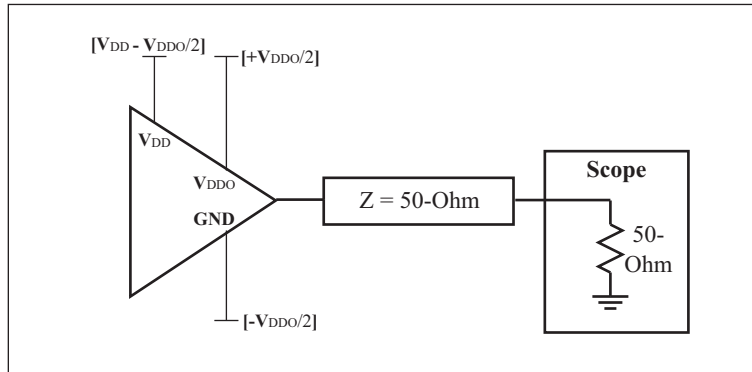 [VDD - VDDO/2]
[+VDDO/2]
VDD
VDDO
GND
[-VDDO/2]
Z = 50-Ohm
Scope
50-
Ohm